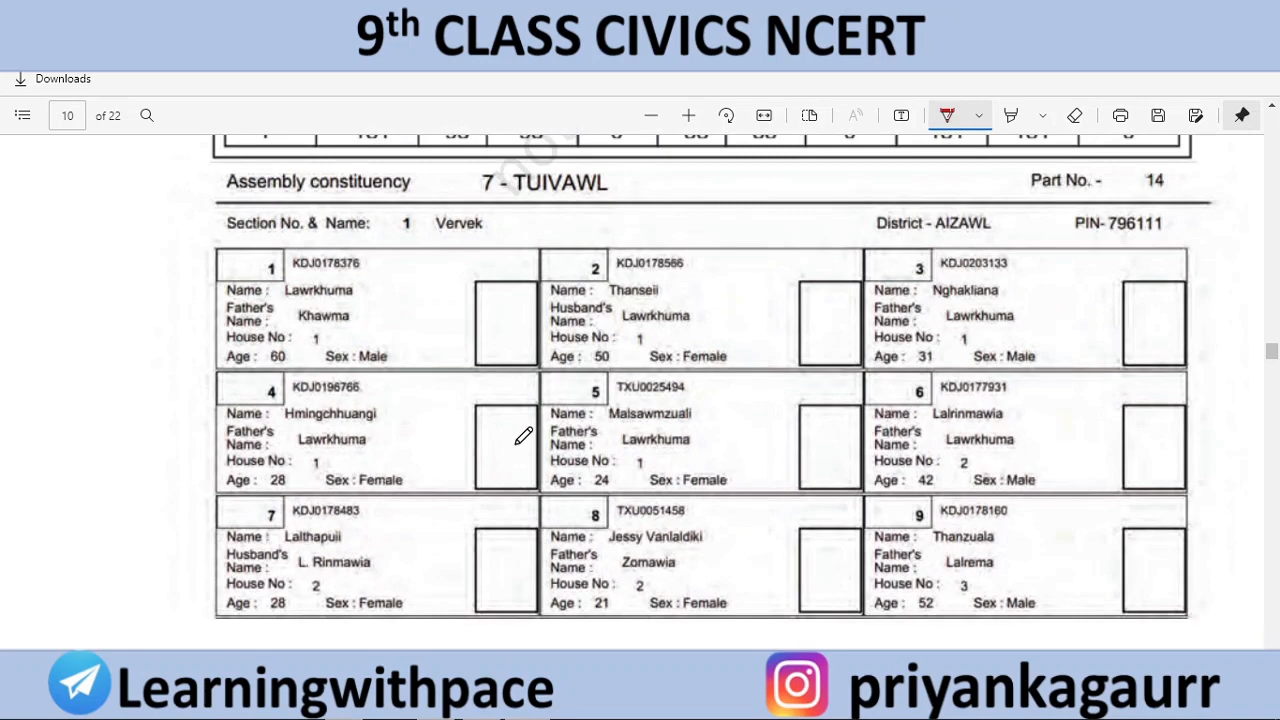 9th CLASS CIVICS NCERT
Downloads
10 of 22
Assembly constituency 7 - TUIVAWL Part No. - 14
Section No. & Name: 1 Vervek District - AIZAWL PIN- 796111
1 KDJ0178376 2 KDJ0178566 3 KDJ0203133
Name : Lawrkhuma Name : Thanseii Name : Nghakliana
Father's Name : Khawma Husband's Name : Lawrkhuma Father's Name : Lawrkhuma
House No : 1 House No : 1 House No : 1
Age : 60 Sex : Male Age : 50 Sex : Female Age : 31 Sex : Male
4 KDJ0196766 5 TXU0025494 6 KDJ0177931
Name : Hmingchhuangi Name : Malsawmzuali Name : Lalrinmawia
Father's Name : Lawrkhuma Father's Name : Lawrkhuma Father's Name : Lawrkhuma
House No : 1 House No : 1 House No : 2
Age : 28 Sex : Female Age : 24 Sex : Female Age : 42 Sex : Male
7 KDJ0178483 8 TXU0051458 9 KDJ0178160
Name : Lalthapuii Name : Jessy Vanlaldiki Name : Thanzuala
Husband's Name : L. Rinmawia Father's Name : Zomawia Father's Name : Lalrema
House No : 2 House No : 2 House No : 3
Age : 28 Sex : Female Age : 21 Sex : Female Age : 52 Sex : Male
Learningwithpace priyankagaurr